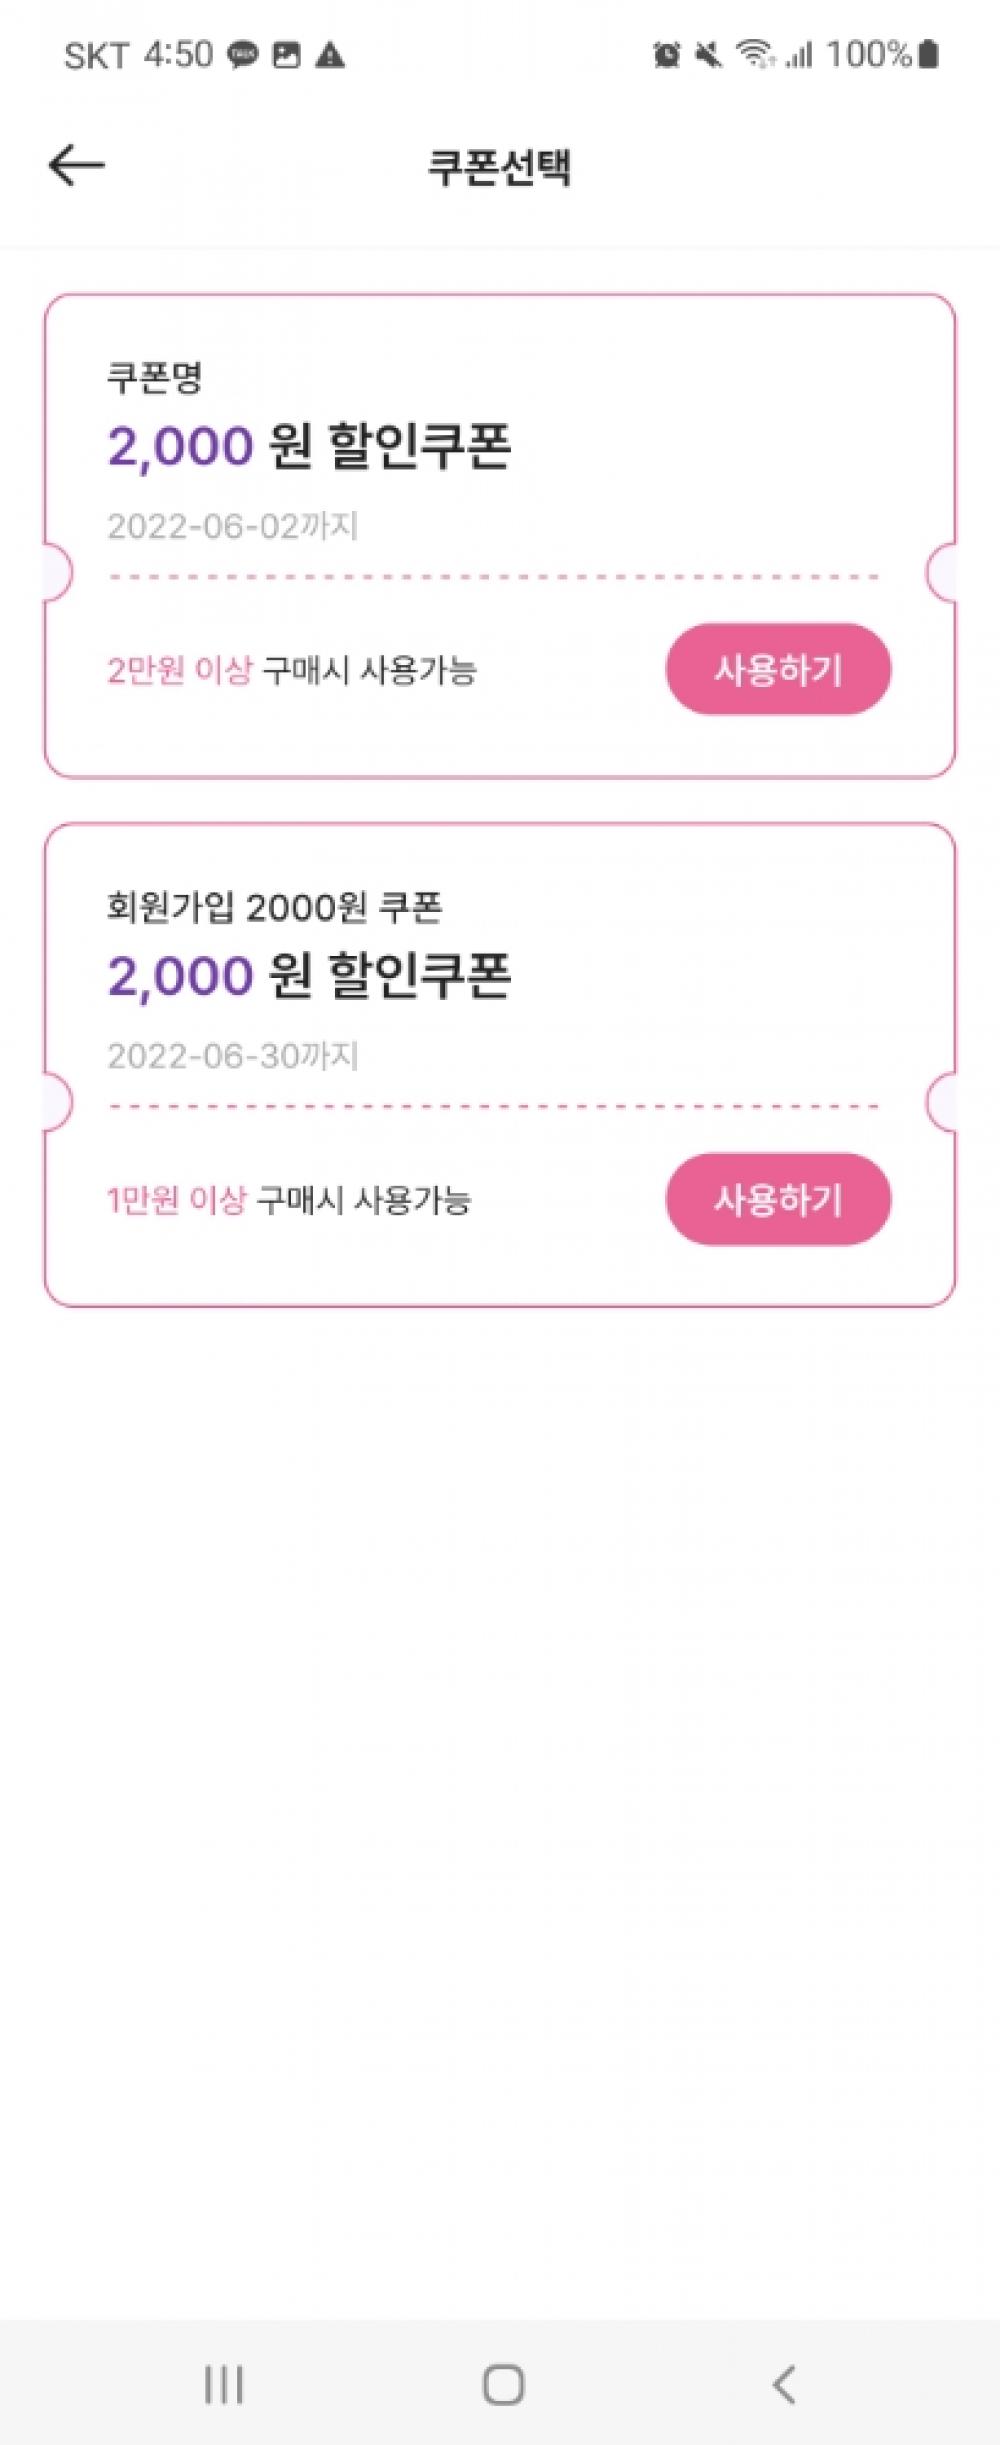 SKT 4:50 100%
쿠폰선택
쿠폰명
2,000 원 할인쿠폰
2022-06-02까지
2만원 이상 구매시 사용가능
사용하기
회원가입 2000원 쿠폰
2,000 원 할인쿠폰
2022-06-30까지
1만원 이상 구매시 사용가능
사용하기